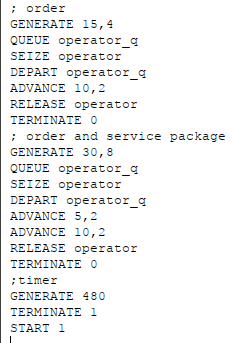 ; order
GENERATE 15,4
QUEUE operator_q
SEIZE operator
DEPART operator_q
ADVANCE 10,2
RELEASE operator
TERMINATE 0
; order and service package
GENERATE 30,8
QUEUE operator_q
SEIZE operator
DEPART operator_q
ADVANCE 5,2
ADVANCE 10,2
RELEASE operator
TERMINATE 0
;timer
GENERATE 480
TERMINATE 1
START 1